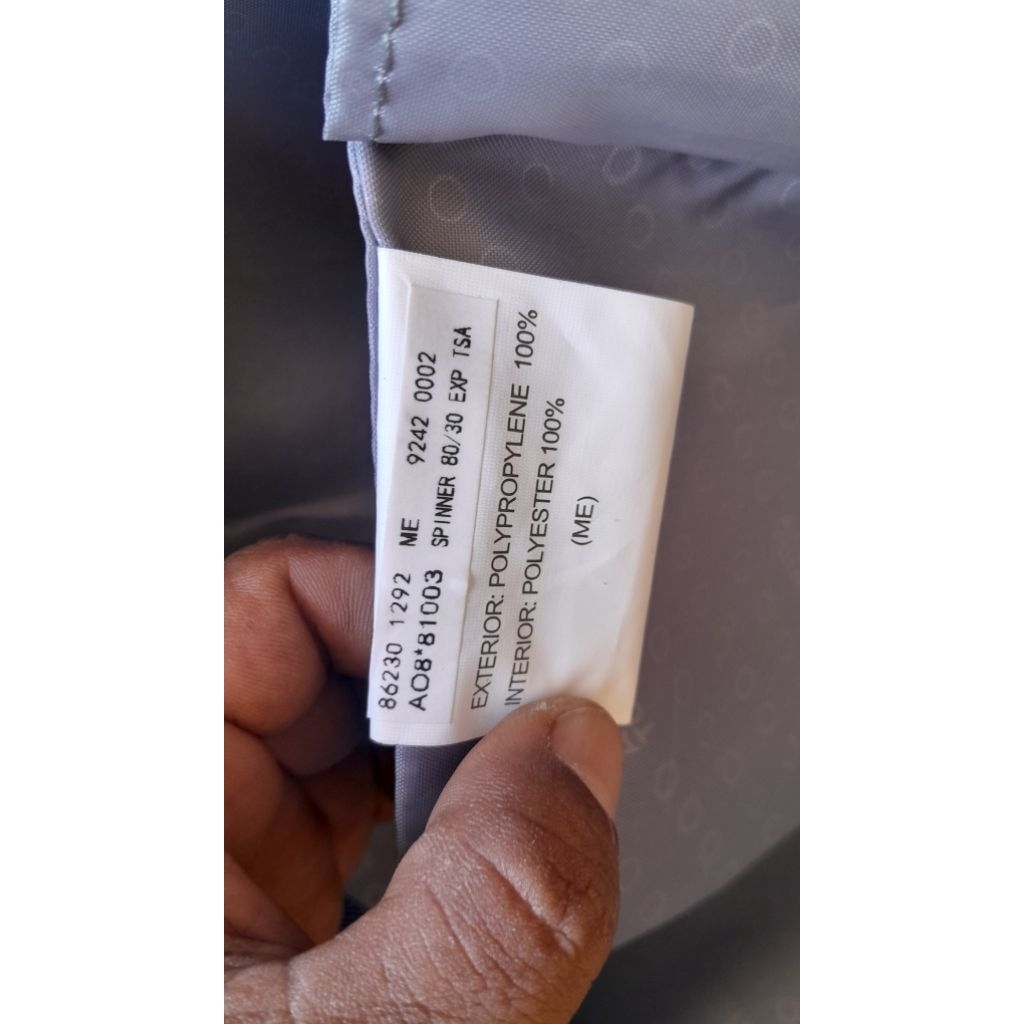 86230 1292 ME 9242 0002
AO8*81003 SPINNER 80/30 EXP TSA
EXTERIOR: POLYPROPYLENE 100%
INTERIOR: POLYESTER 100%
(ME)